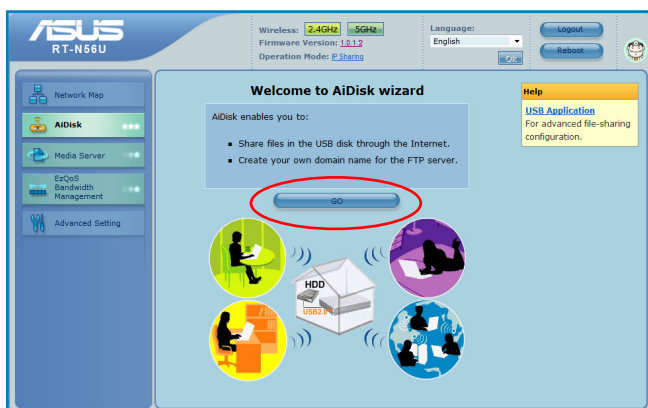 ASUS
RT-N56U
Wireless: 2.4GHz 5GHz
Firmware Version: 1.0.1.2
Operation Mode: IP Sharing
Language:
English
OK
Logout
Reboot
Network Map
AiDisk
Media Server
EzQoS
Bandwidth
Management
Advanced Setting
Welcome to AiDisk wizard
AiDisk enables you to:
Share files in the USB disk through the Internet.
Create your own domain name for the FTP server.
GO
HDD
USB2.0
Help
USB Application
For advanced file-sharing
configuration.